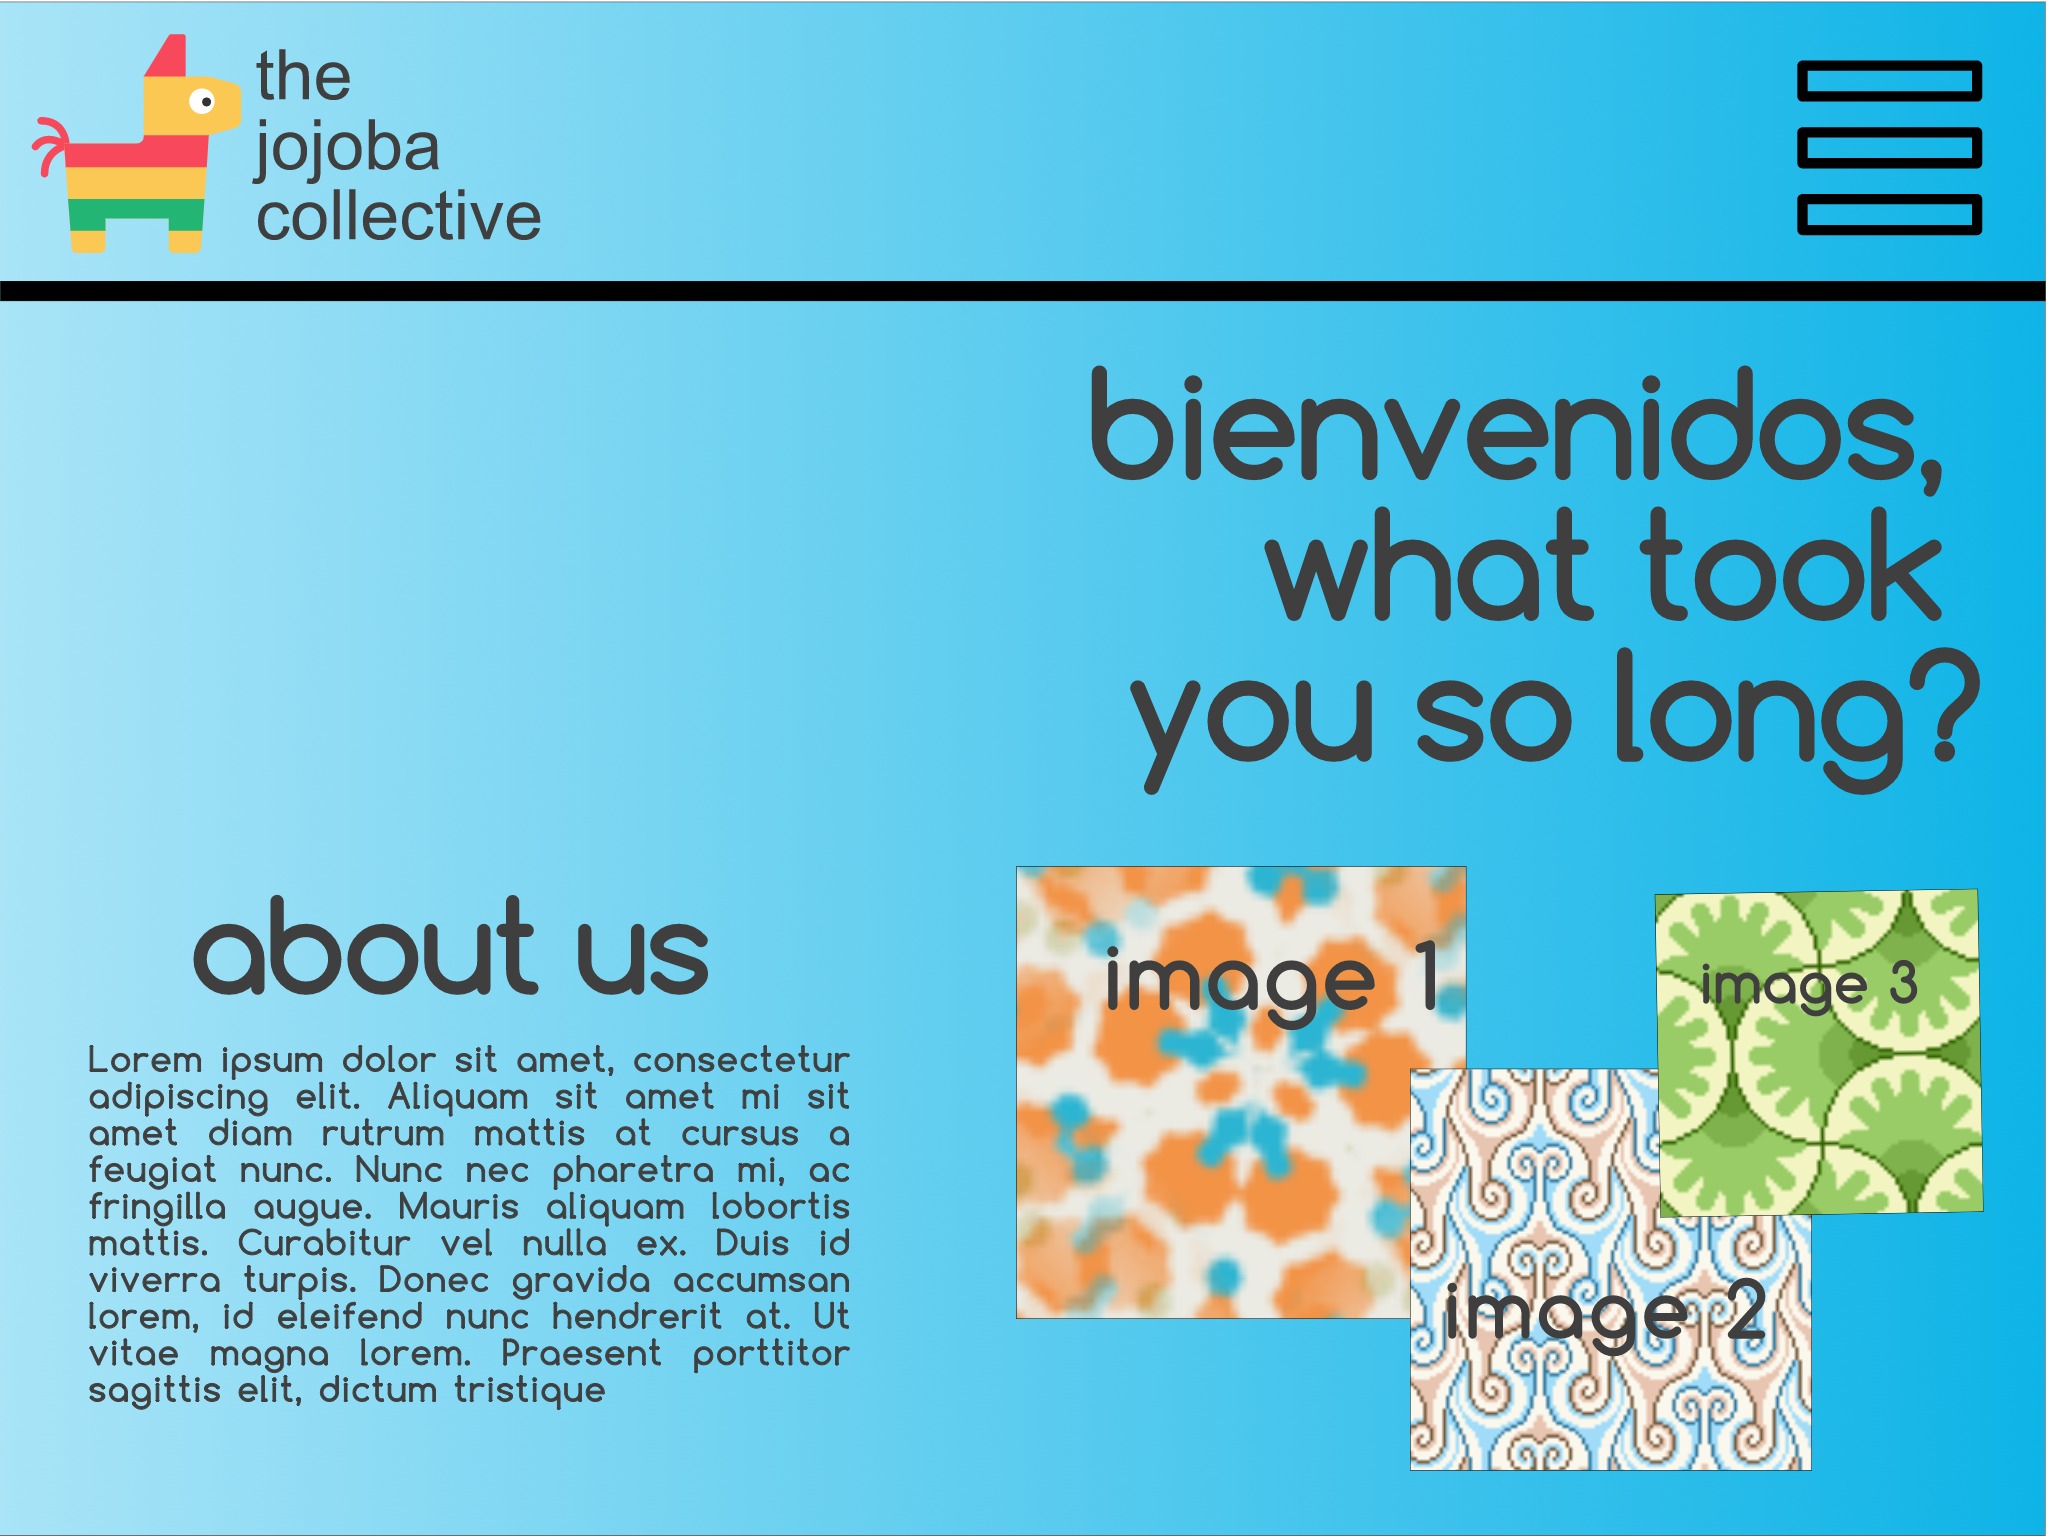 the
jojoba
collective
bienvenidos,
what took
you so long?
about us
Lorem ipsum dolor sit amet, consectetur
adipiscing elit. Aliquam sit amet mi sit
amet diam rutrum mattis at cursus a
feugiat nunc. Nunc nec pharetra mi, ac
fringilla augue. Mauris aliquam lobortis
mattis. Curabitur vel nulla ex. Duis id
viverra turpis. Donec gravida accumsan
lorem, id eleifend nunc hendrerit at. Ut
vitae magna lorem. Praesent porttitor
sagittis elit, dictum tristique
image 1
image 3
image 2